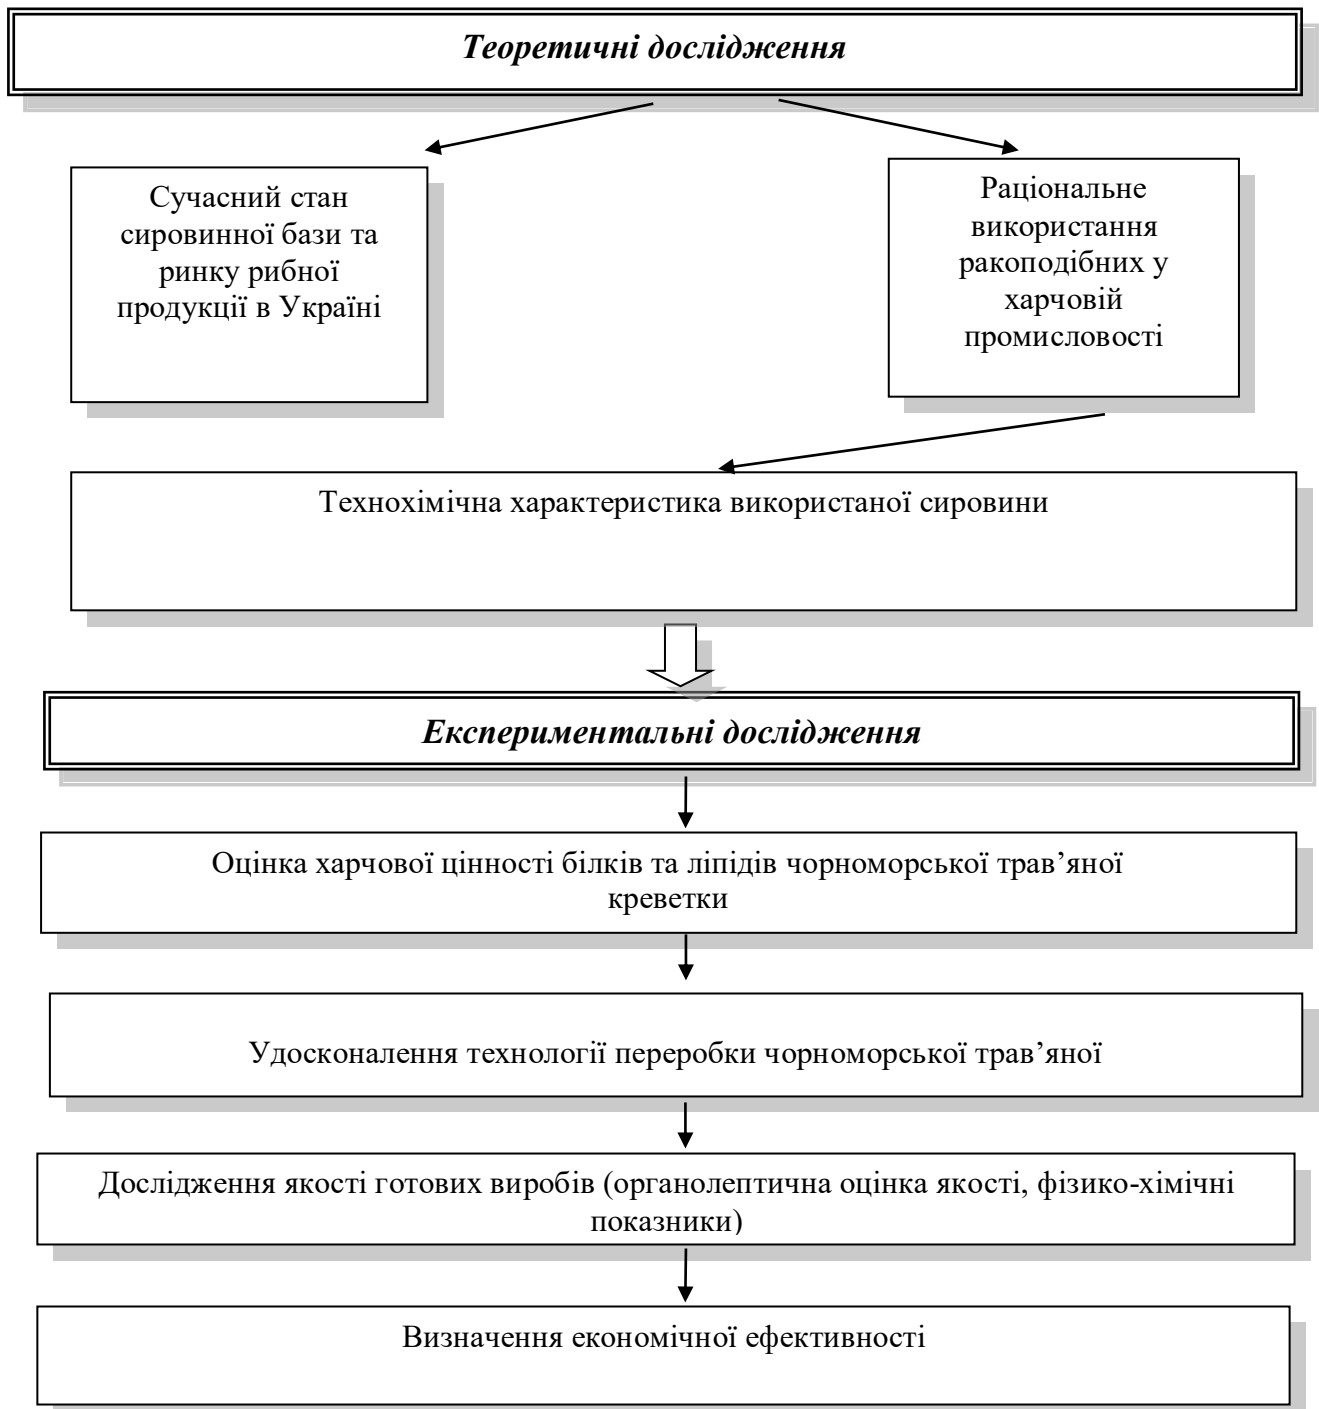 Теоретичні дослідження
Сучасний стан
сировинної бази та
ринку рибної
продукції в Україні
Раціональне
використання
ракоподібних у
харчовій
промисловості
Технохімічна характеристика використаної сировини
Експериментальні дослідження
Оцінка харчової цінності білків та ліпідів чорноморської трав’яної
креветки
Удосконалення технології переробки чорноморської трав’яної
Дослідження якості готових виробів (органолептична оцінка якості, фізико-хімічні
показники)
Визначення економічної ефективності